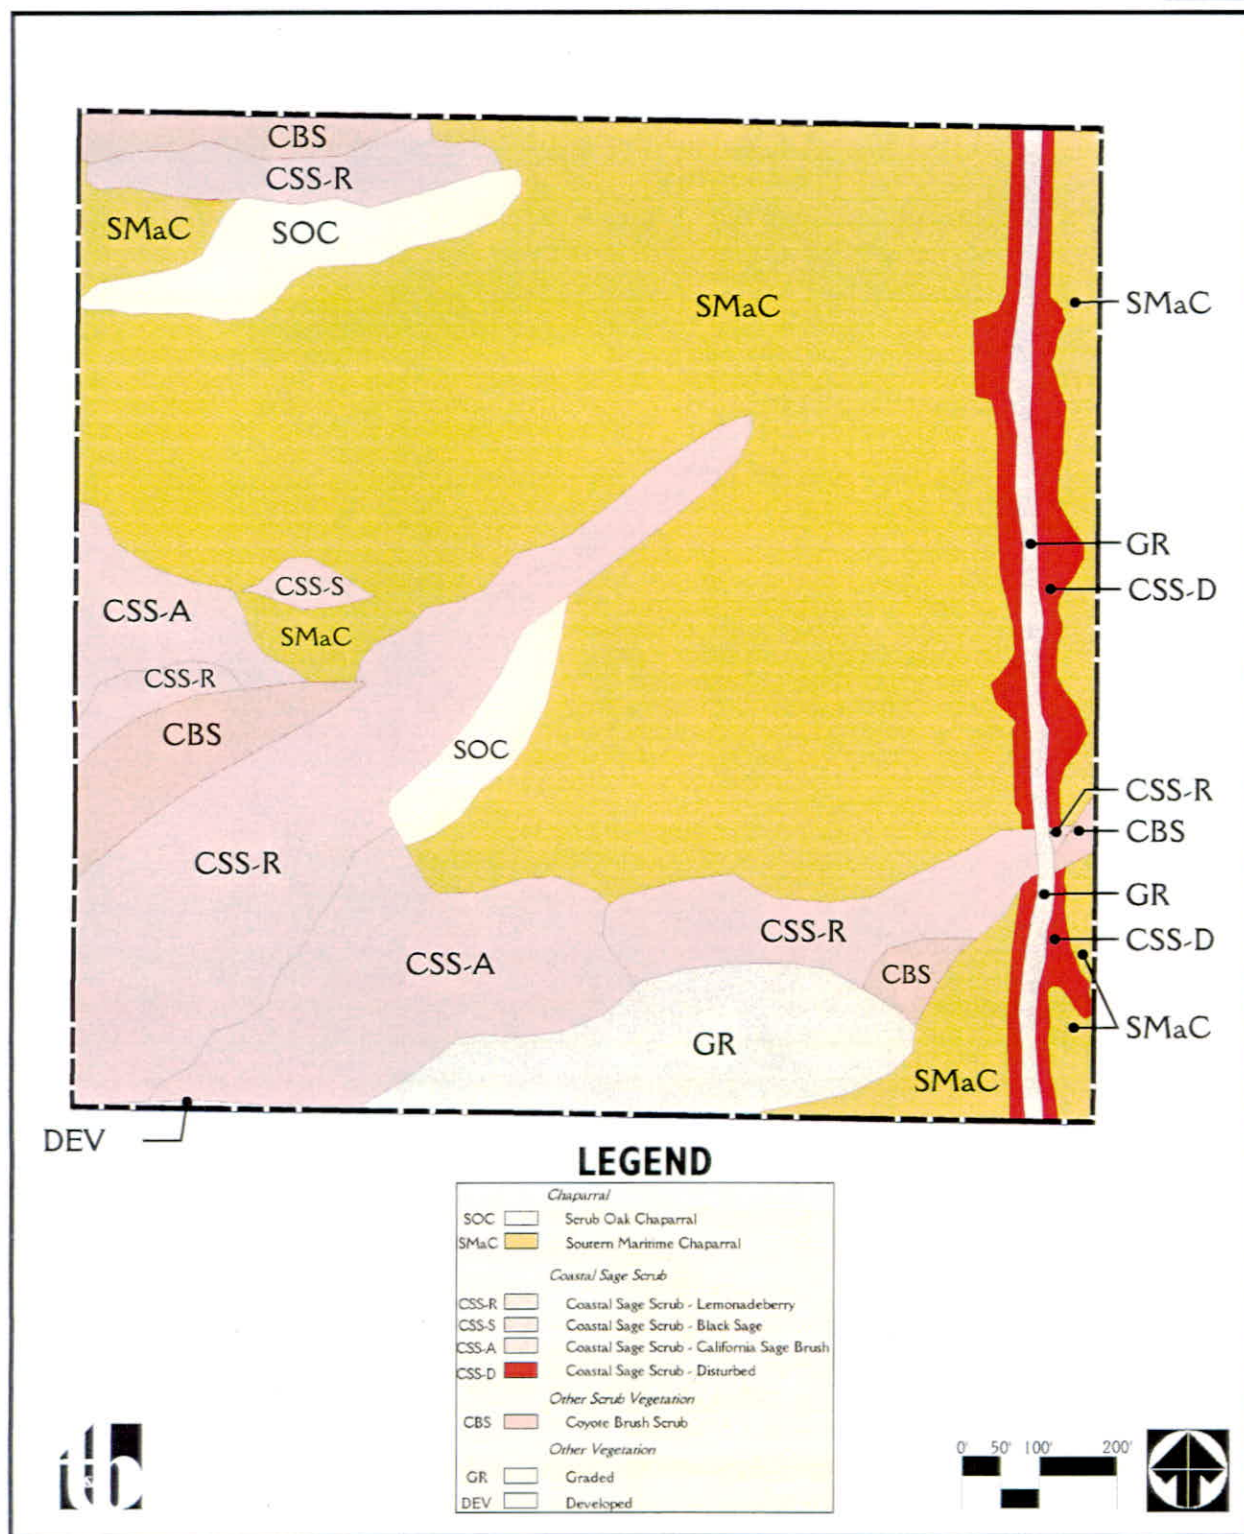 CBS
CSS-R
SMaC
SOC
SMaC
SMaC
GR
CSS-S
CSS-D
CSS-A
SMaC
CSS-R
CBS
SOC
CSS-R
CBS
CSS-R
GR
CSS-R
CSS-D
CSS-A
CBS
SMaC
GR
SMaC
DEV
LEGEND
Chaparral
SOC Scrub Oak Chaparral
SMaC Soutern Maritime Chaparral
Coastal Sage Scrub
CSS-R Coastal Sage Scrub - Lemonadeberry
CSS-S Coastal Sage Scrub - Black Sage
CSS-A Coastal Sage Scrub - California Sage Brush
CSS-D Coastal Sage Scrub - Disturbed
Other Scrub Vegetation
CBS Coyote Brush Scrub
Other Vegetation
GR Graded
DEV Developed
t&b
0' 50' 100' 200'